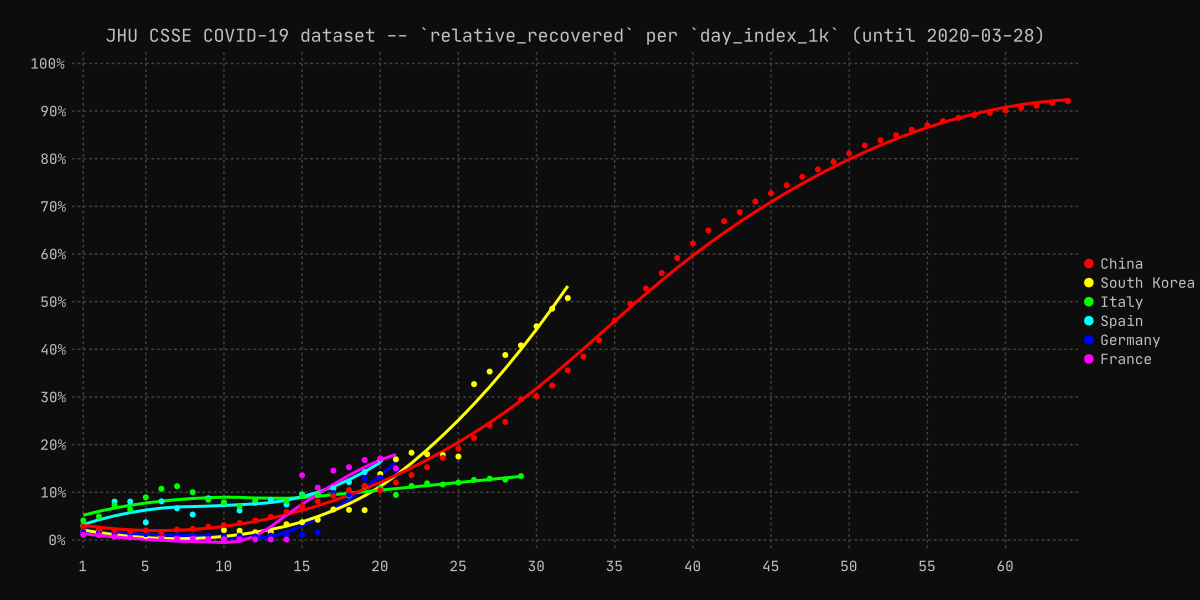 JHU CSSE COVID-19 dataset -- `relative_recovered` per `day_index_1k` (until 2020-03-28)
100%
90%
80%
70%
60%
50%
40%
30%
20%
10%
0%
1 5 10 15 20 25 30 35 40 45 50 55 60
China
South Korea
Italy
Spain
Germany
France